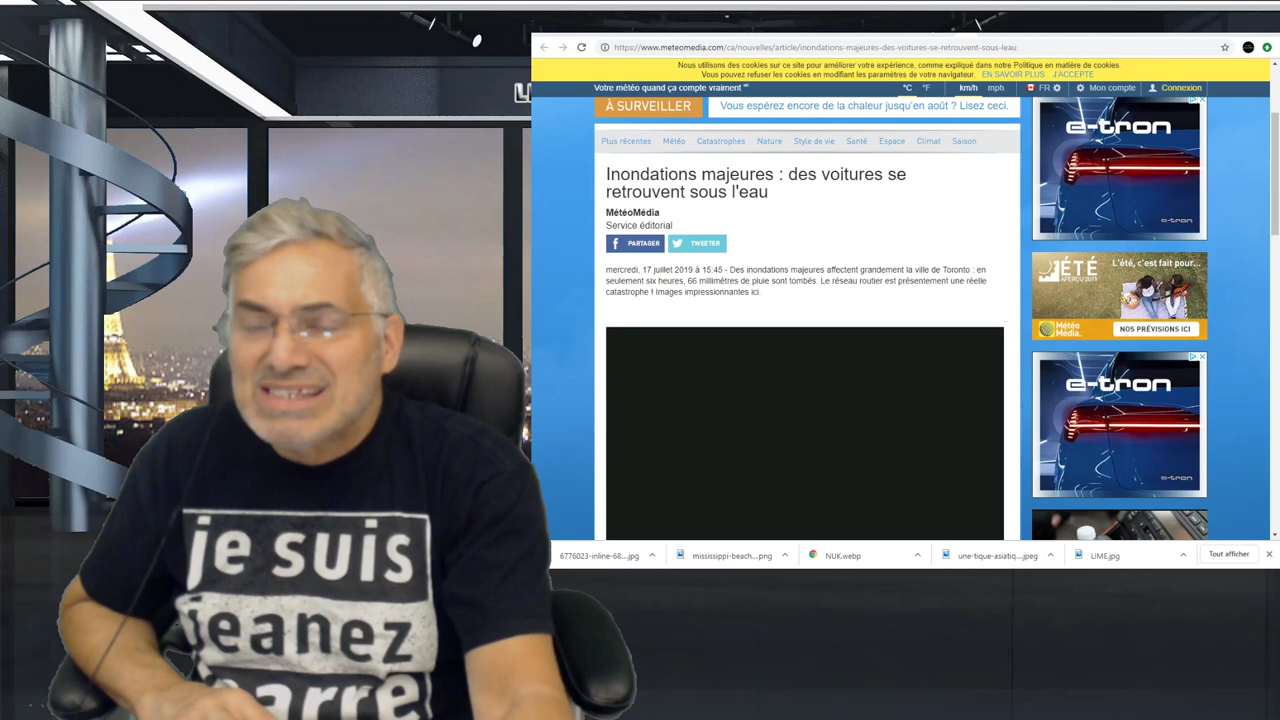 https://www.meteomedia.com/ca/nouvelles/article/inondations-majeures-des-voitures-se-retrouvent-sous-leau
Nous utilisons des cookies sur ce site pour améliorer votre expérience, comme expliqué dans notre Politique en matière de cookies.
Vous pouvez refuser les cookies en modifiant les paramètres de votre navigateur. EN SAVOIR PLUS J'ACCEPTE
Votre météo quand ça compte vraiment MC °C °F km/h mph FR Mon compte Connexion
À SURVEILLER Vous espérez encore de la chaleur jusqu'en août ? Lisez ceci.
Plus récentes Météo Catastrophes Nature Style de vie Santé Espace Climat Saison
Inondations majeures : des voitures se
retrouvent sous l'eau
MétéoMédia
Service éditorial
PARTAGER TWEETER
mercredi, 17 juillet 2019 à 15:45 - Des inondations majeures affectent grandement la ville de Toronto : en
seulement six heures, 66 millimètres de pluie sont tombés. Le réseau routier est présentement une réelle
catastrophe ! Images impressionnantes ici.
e-tron
e-tron
L'été, c'est fait pour...
ÉTÉ
APERÇU 2019
Météo
Média
NOS PRÉVISIONS ICI
e-tron
e-tron
6776023-inline-68....jpg mississippi-beach....png NUK.webp une-tique-asiatiq....jpeg LIME.jpg Tout afficher
je suis
jeanez
marre